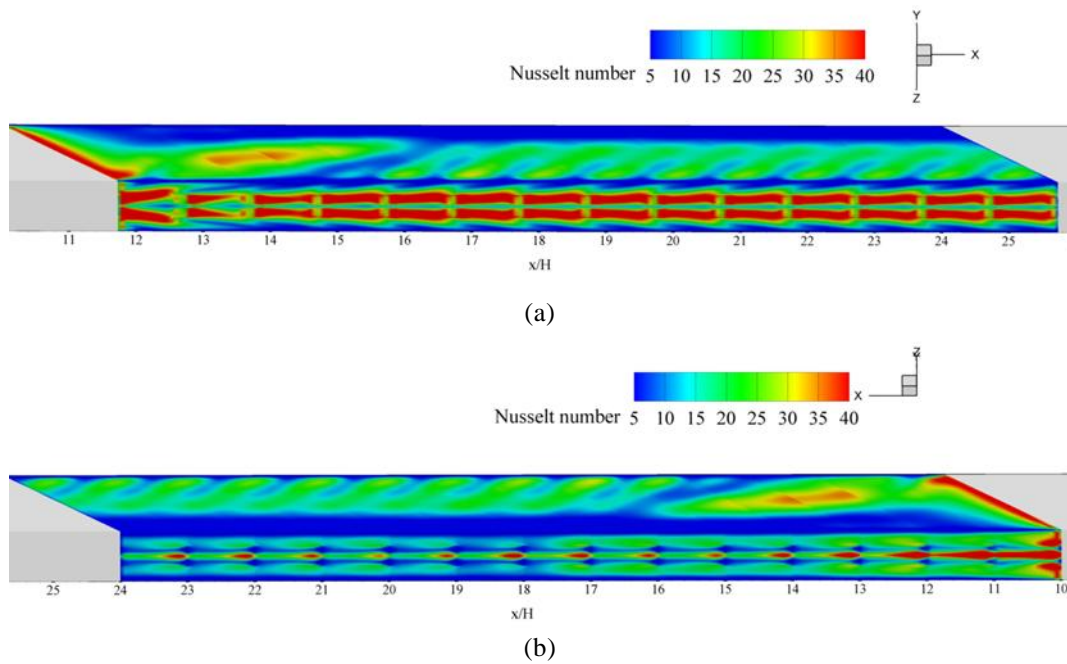 Y
Nusselt number
5 10 15 20 25 30 35 40
X
Z
11 12 13 14 15 16 17 18 19 20 21 22 23 24 25
x/H
(a)
Z
X
Nusselt number
5 10 15 20 25 30 35 40
25 24 23 22 21 20 19 18 17 16 15 14 13 12 11 10
x/H
(b)